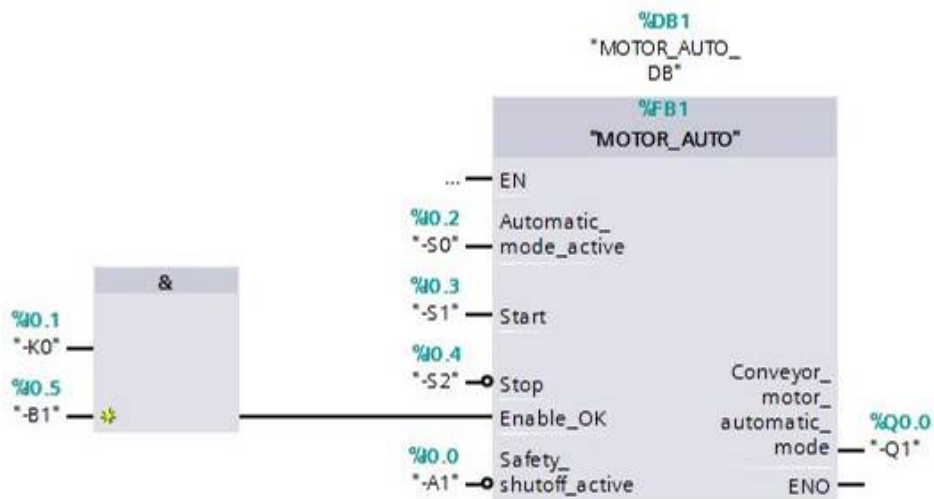 %DB1
"MOTOR_AUTO_
DB"
%FB1
"MOTOR_AUTO"
... EN
%I0.2
"-S0"
Automatic_
mode_active
%I0.3
"-S1"
Start
%I0.4
"-S2"
Stop
&
%I0.1
"-K0"
%I0.5
"-B1"
Enable_OK
%I0.0
"-A1"
Safety_
shutoff_active
Conveyor_
motor_
automatic_
mode
%Q0.0
"-Q1"
ENO